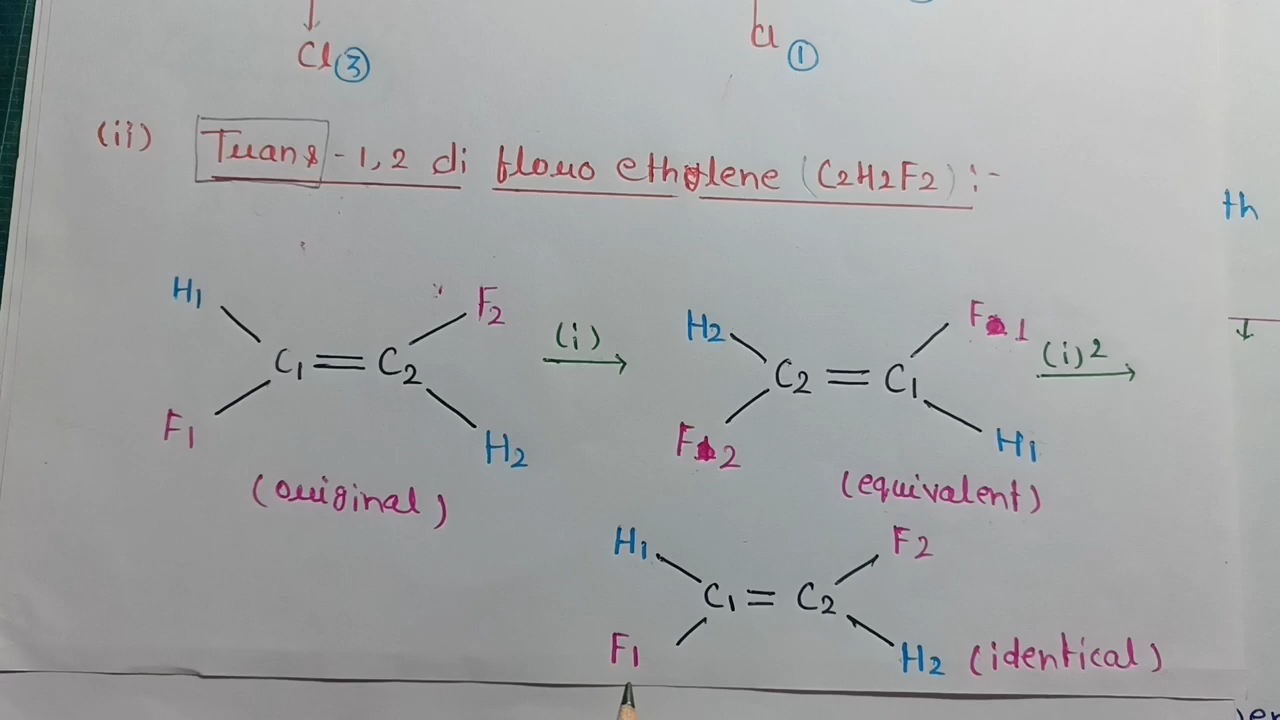 Cl ③
Cl ①
(ii) Trans - 1,2 di floro ethylene (C2H2F2) :-
th
H1 F2 (i) H2 F1 (i)2
C1 = C2 C2 = C1
F1 H2 F2 H1
(original) (equivalent)
H1 F2
C1 = C2
F1 H2 (identical)